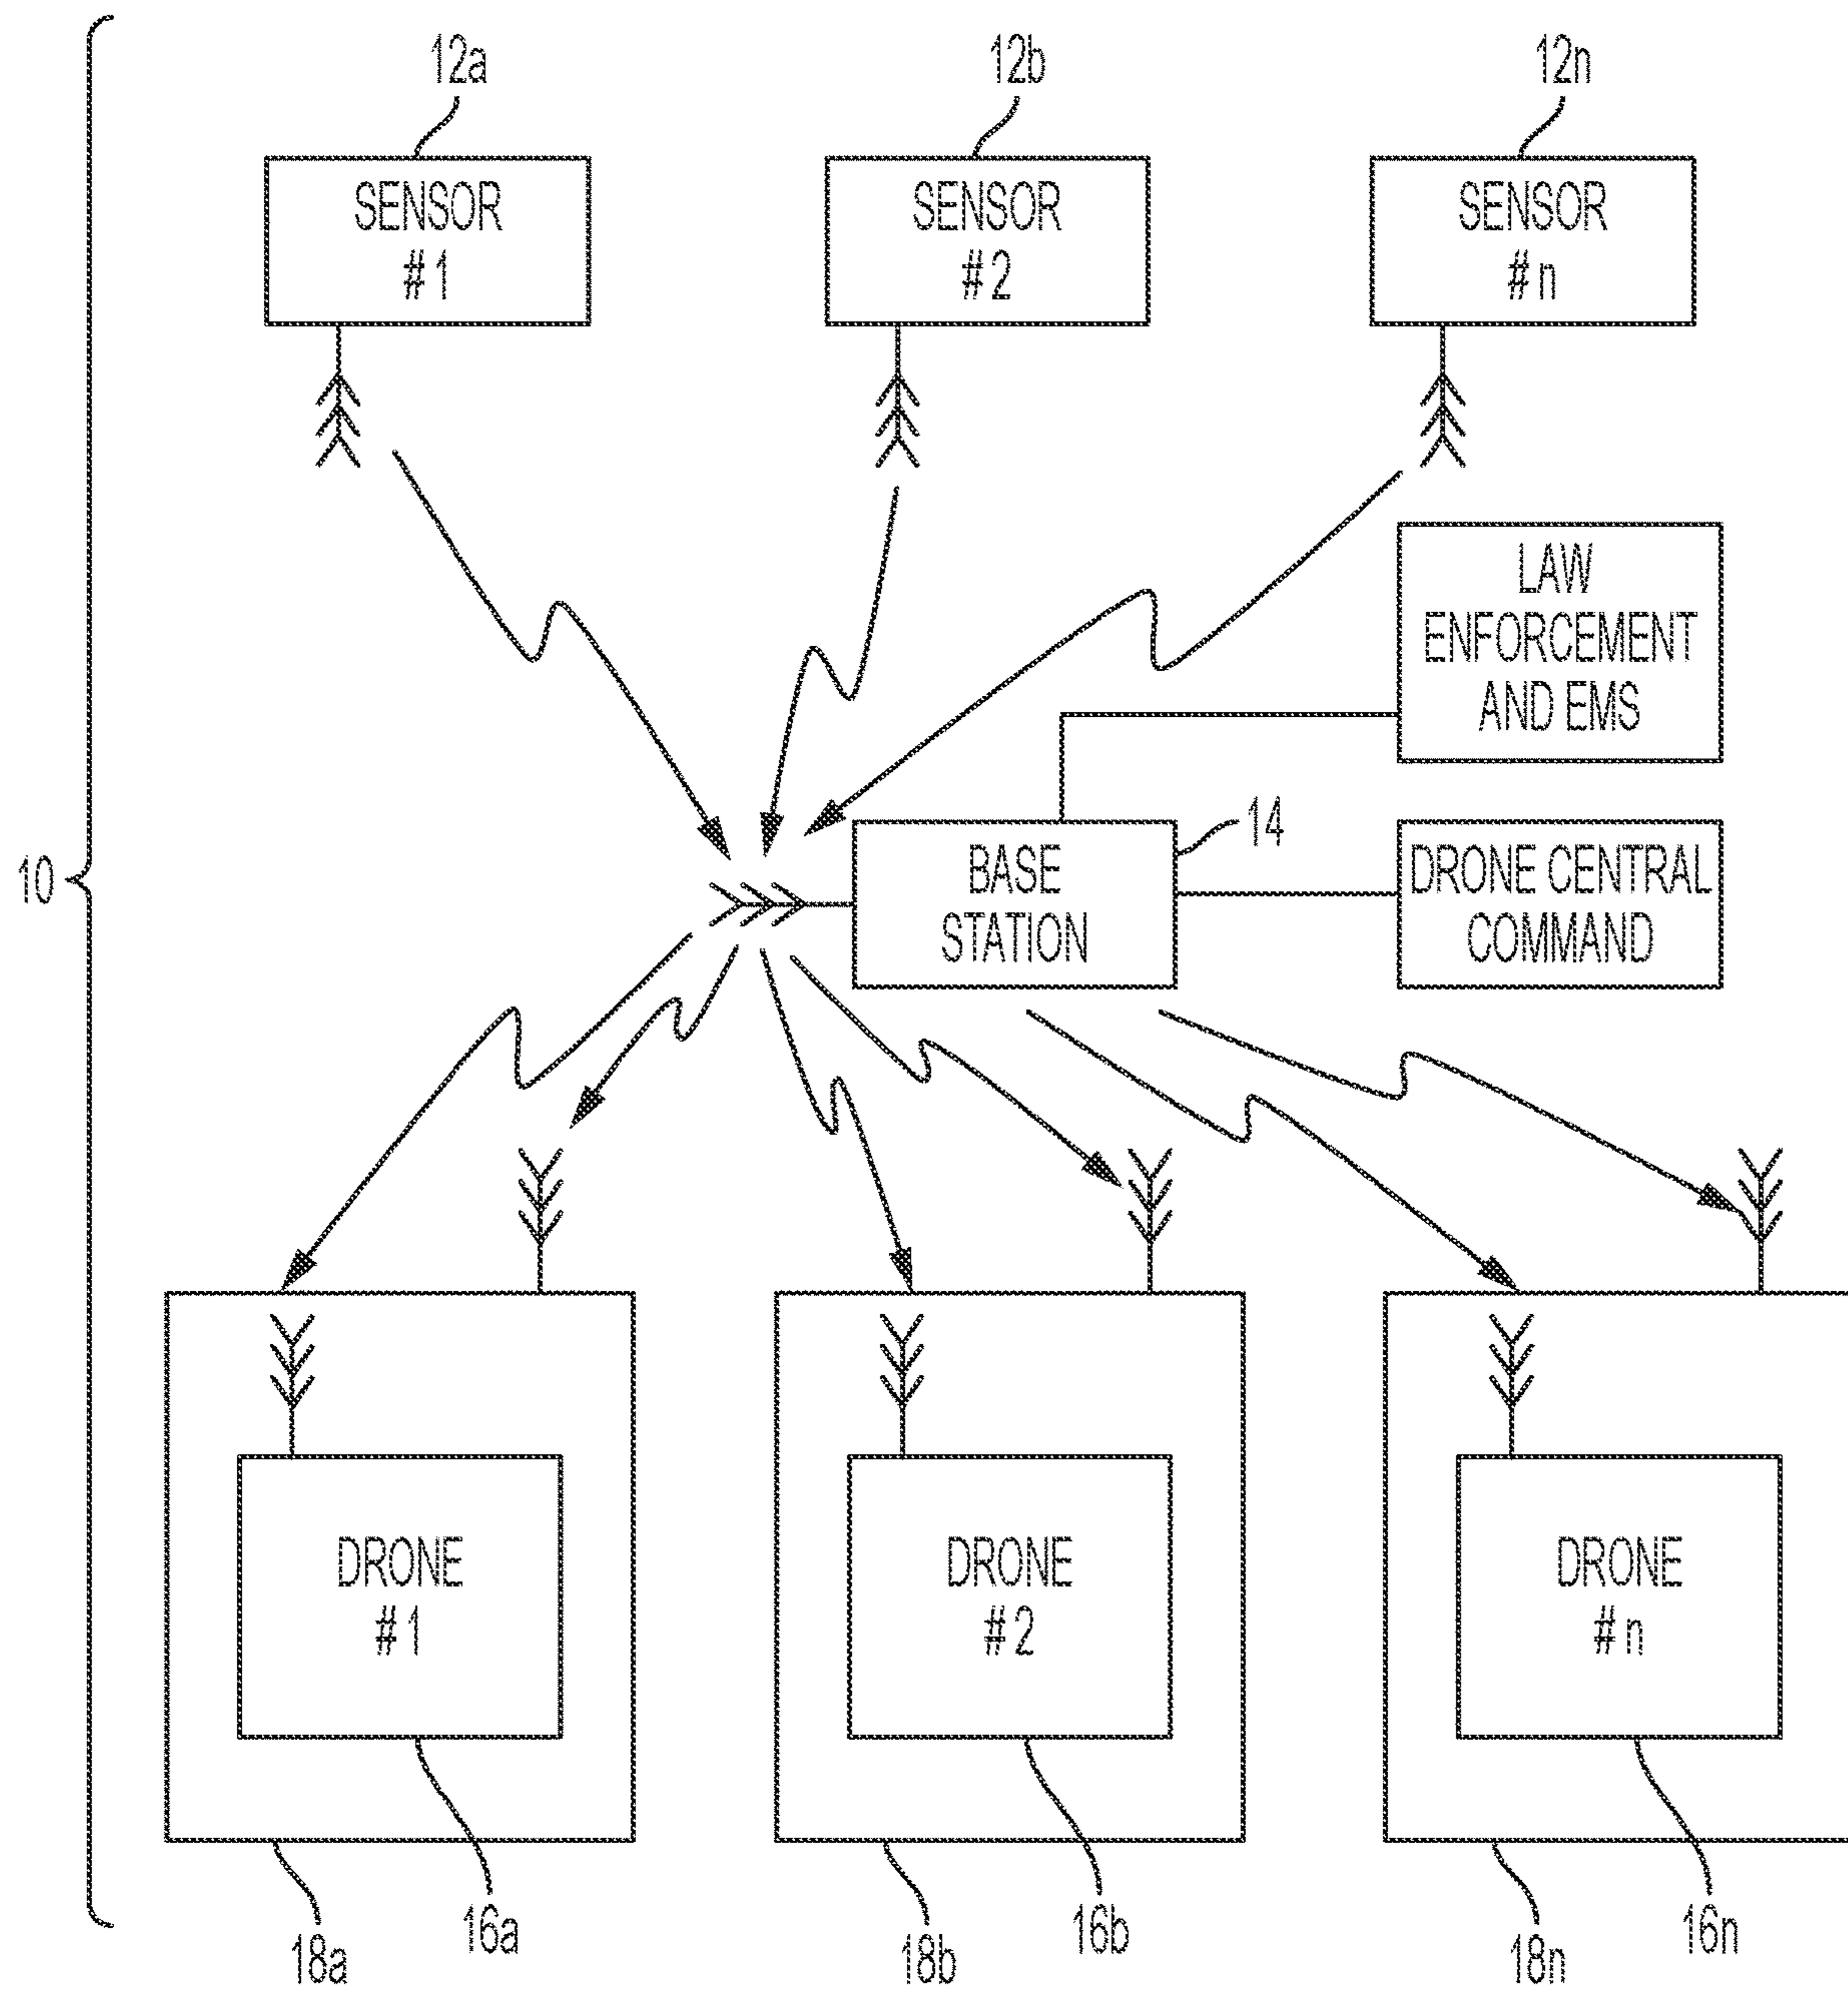 12a
12b
12n
SENSOR
#1
SENSOR
#2
SENSOR
#n
LAW
ENFORCEMENT
AND EMS
10
14
BASE
STATION
DRONE CENTRAL
COMMAND
DRONE
#1
DRONE
#2
DRONE
#n
18a
16a
18b
16b
18n
16n